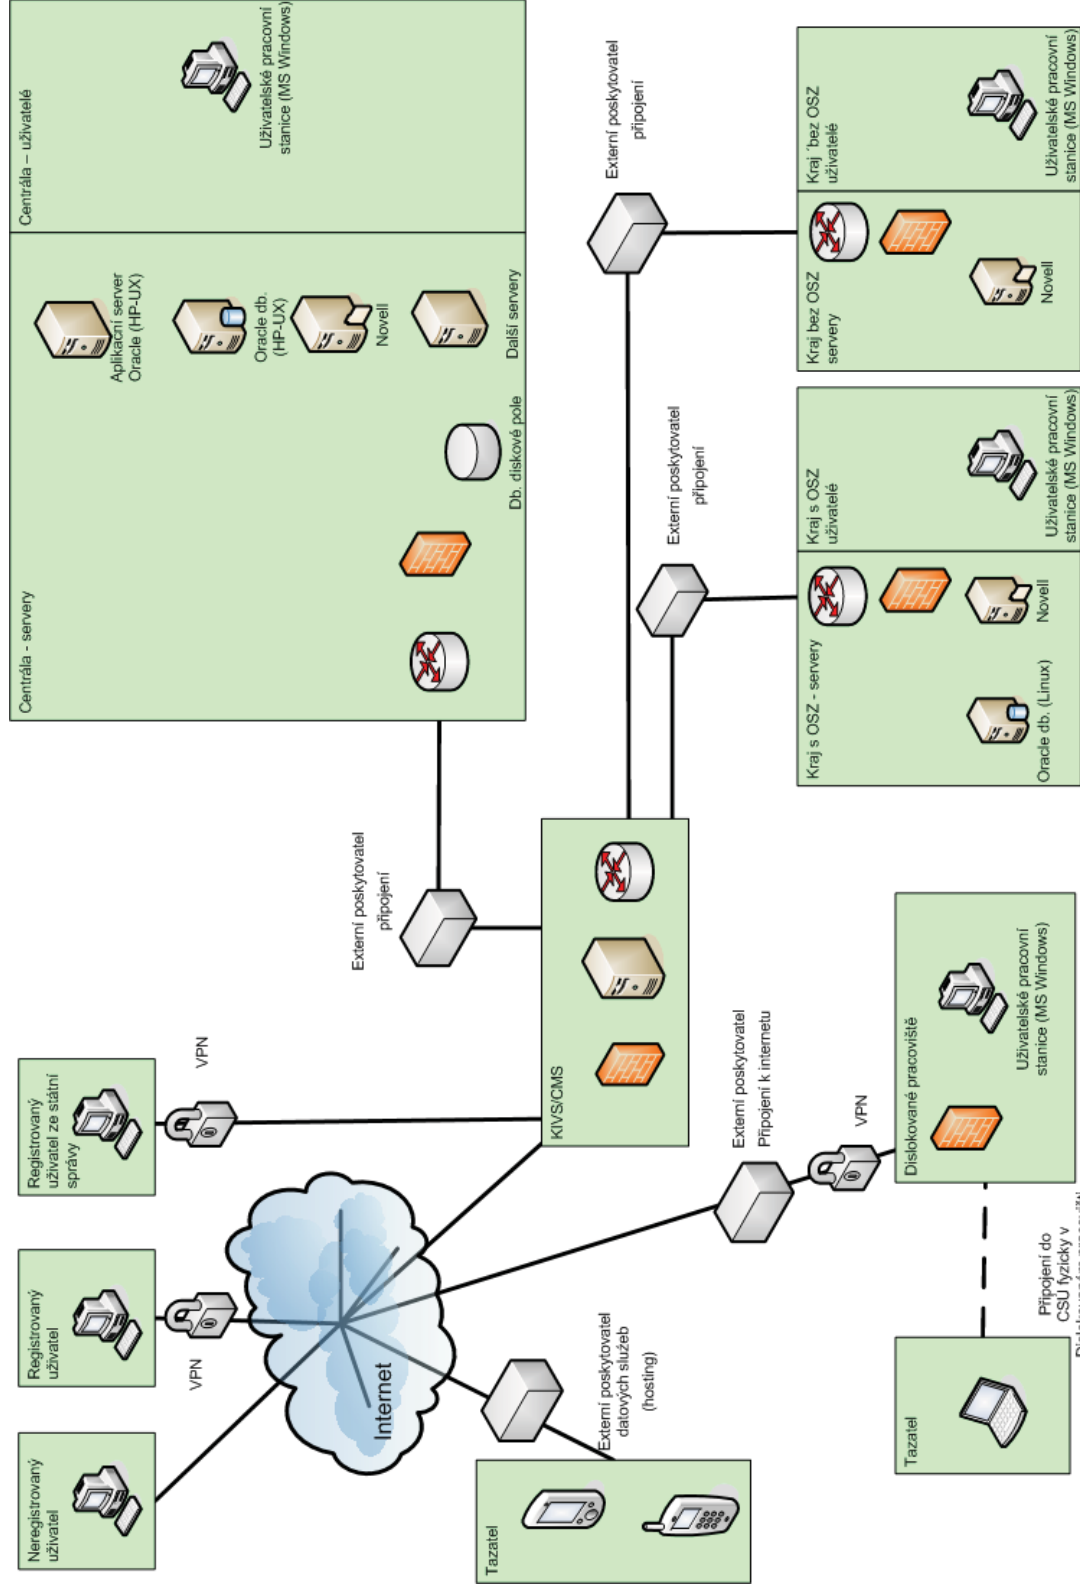 Neregistrovaný
uživatel
Registrovaný
uživatel
Registrovaný
uživatel ze státní
správy
VPN
VPN
Internet
Centrála - servery
Centrála – uživatelé
Aplikační server
Oracle (HP-UX)
Oracle db.
(HP-UX)
Novell
Další servery
Db. diskové pole
Uživatelské pracovní
stanice (MS Windows)
Externí poskytovatel
připojení
Tazatel
Externí poskytovatel
datových služeb
(hosting)
KIVS/CMS
Externí poskytovatel
Připojení k internetu
VPN
Externí poskytovatel
připojení
Externí poskytovatel
připojení
Tazatel
Připojení do
CSU fyzicky v
Dislokované pracoviště
Uživatelské pracovní
stanice (MS Windows)
Kraj s OSZ - servery
Oracle db. (Linux)
Novell
Kraj s OSZ
uživatelé
Uživatelské pracovní
stanice (MS Windows)
Kraj bez OSZ
servery
Novell
Kraj ´bez OSZ
uživatelé
Uživatelské pracovní
stanice (MS Windows)